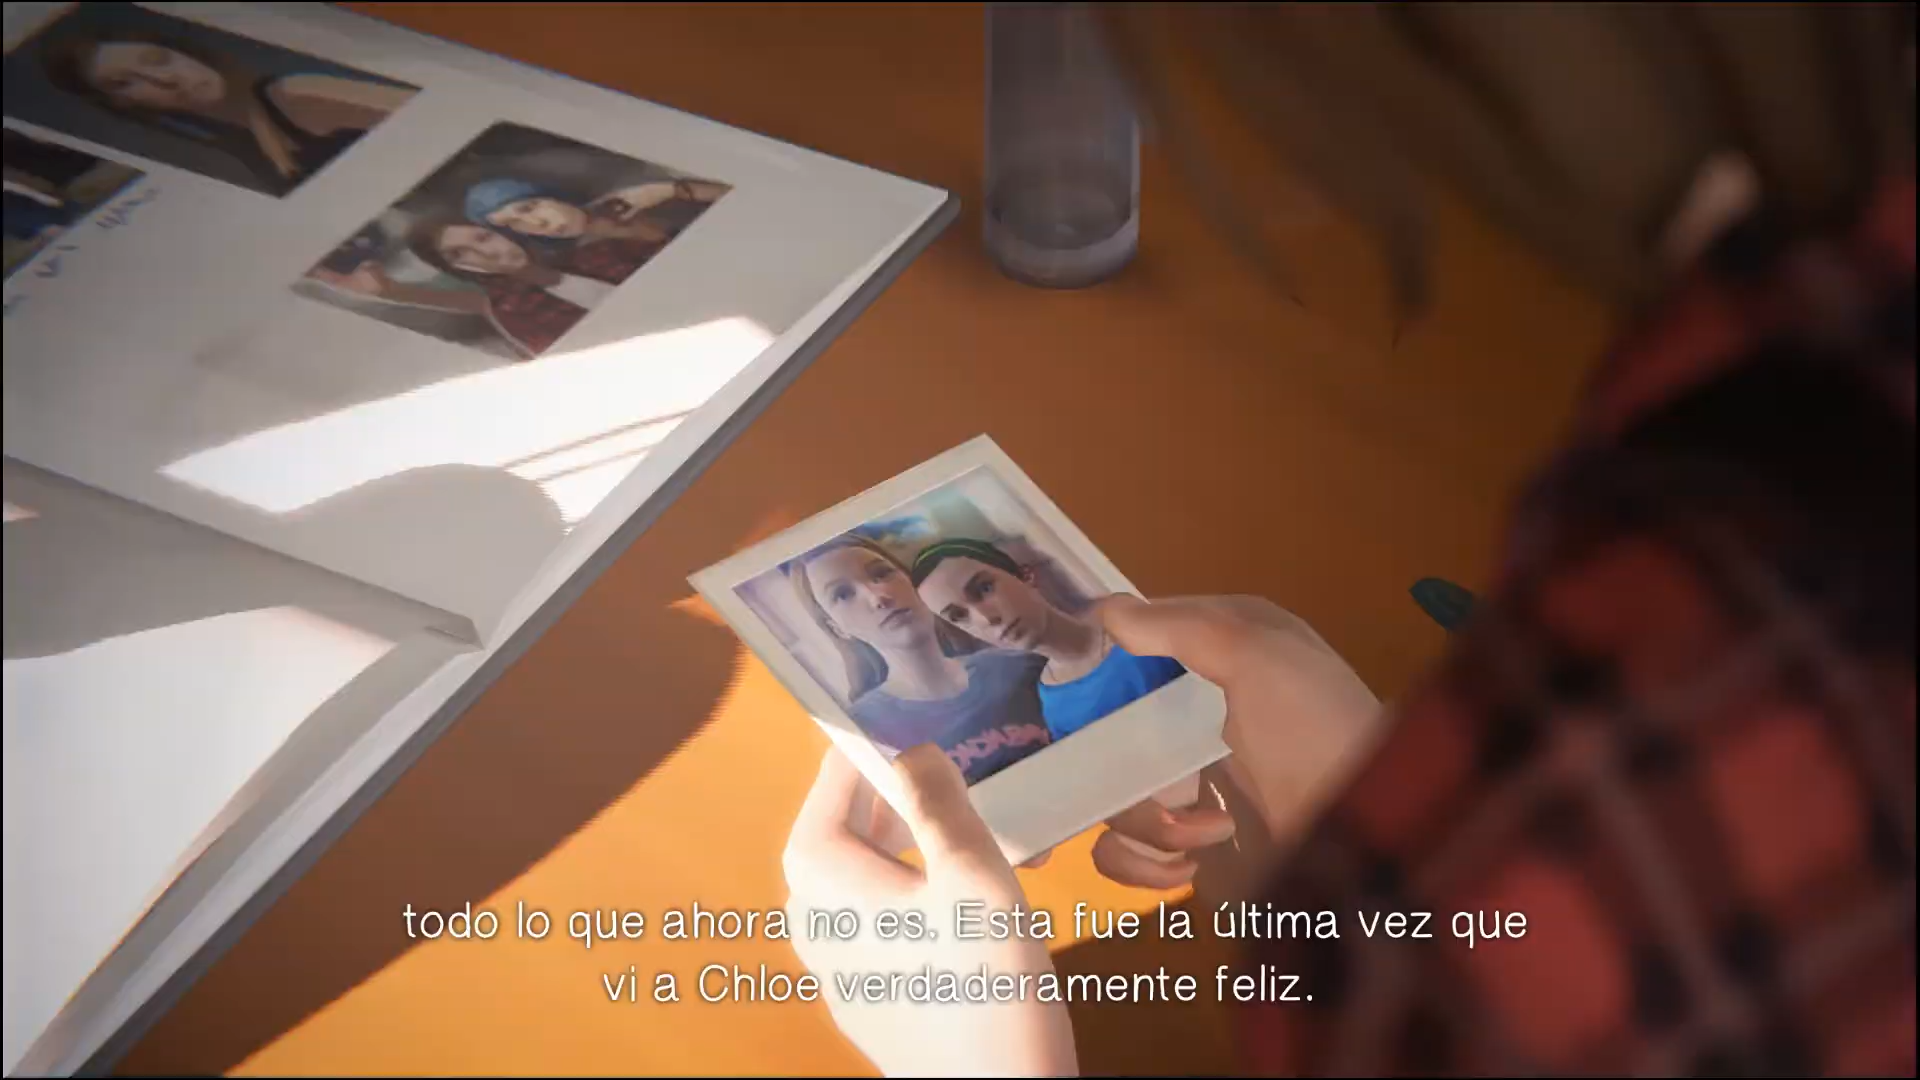 todo lo que ahora no es. Esta fue la última vez que
vi a Chloe verdaderamente feliz.